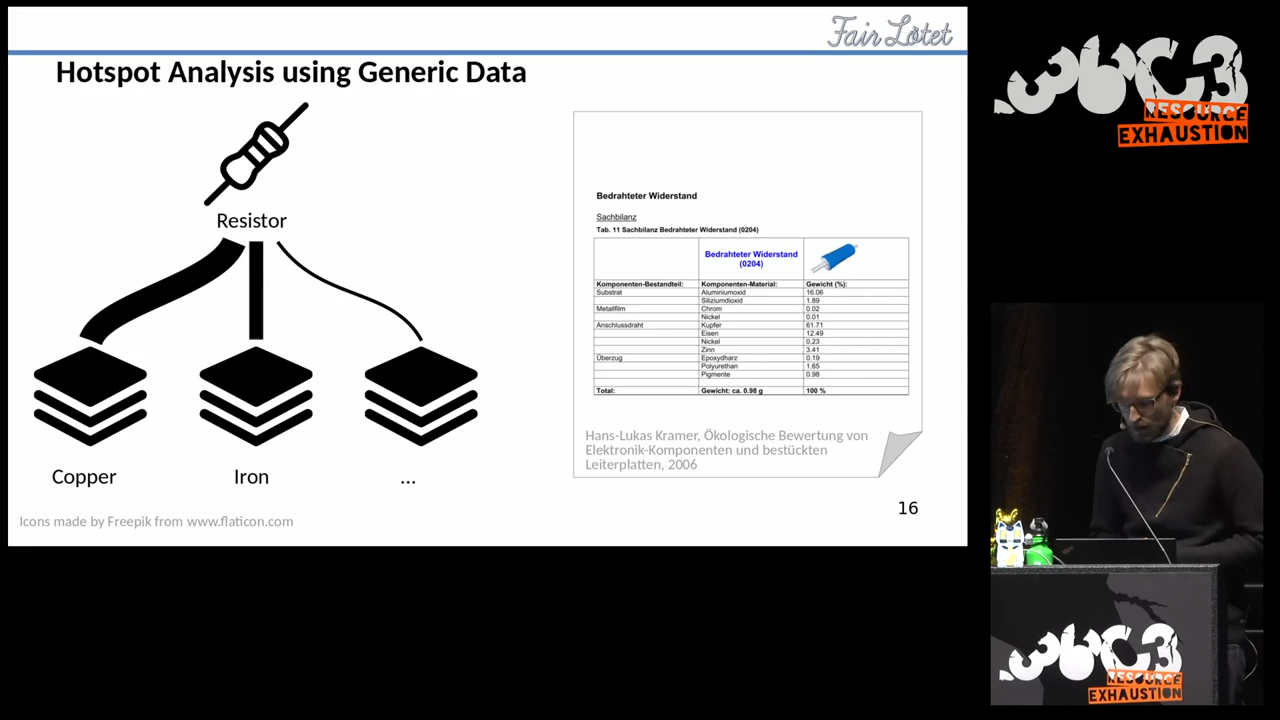 Fair Lötet
Hotspot Analysis using Generic Data
Resistor
Copper
Iron
...
Icons made by Freepik from www.flaticon.com
Bedrahteter Widerstand
Sachbilanz
Tab. 11 Sachbilanz Bedrahteter Widerstand (0204)
Bedrahteter Widerstand
(0204)
Komponenten-Bestandteil: Komponenten-Material: Gewicht (%):
Substrat Aluminiumoxid 16.06
Siliziumdioxid 1.89
Metallfilm Chrom 0.02
Nickel 0.01
Anschlussdraht Kupfer 61.71
Eisen 12.49
Nickel 0.23
Zinn 3.41
Überzug Epoxydharz 0.19
Polyurethan 1.65
Pigmente 0.98
Total: Gewicht: ca. 0.98 g 100 %
Hans-Lukas Kramer, Ökologische Bewertung von
Elektronik-Komponenten und bestückten
Leiterplatten, 2006
16
36C3
RESOURCE
EXHAUSTION
36C3
RESOURCE
EXHAUSTION